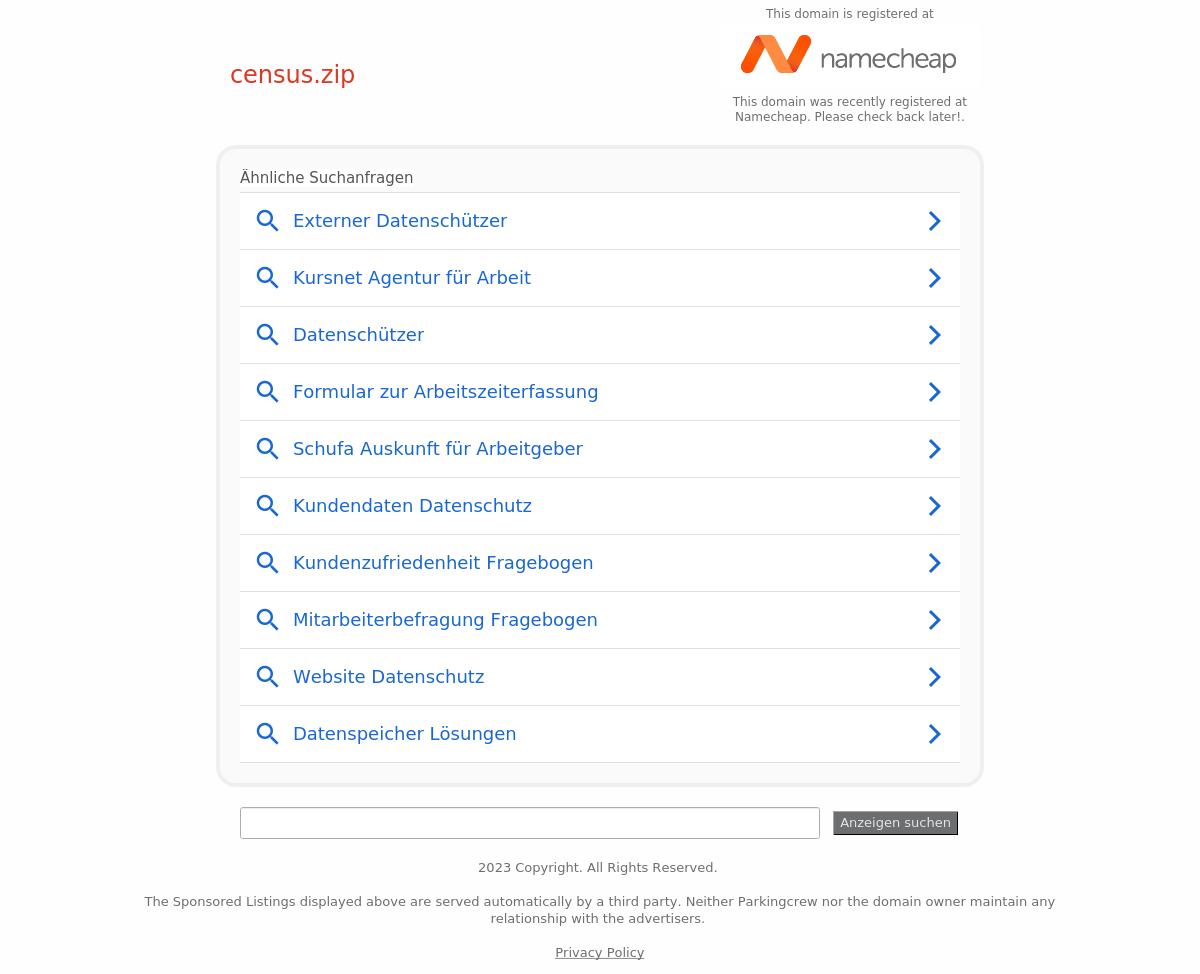 This domain is registered at
census.zip
namecheap
This domain was recently registered at
Namecheap. Please check back later!.
Ähnliche Suchanfragen
Externer Datenschützer
Kursnet Agentur für Arbeit
Datenschützer
Formular zur Arbeitszeiterfassung
Schufa Auskunft für Arbeitgeber
Kundendaten Datenschutz
Kundenzufriedenheit Fragebogen
Mitarbeiterbefragung Fragebogen
Website Datenschutz
Datenspeicher Lösungen
Anzeigen suchen
2023 Copyright. All Rights Reserved.
The Sponsored Listings displayed above are served automatically by a third party. Neither Parkingcrew nor the domain owner maintain any
relationship with the advertisers.
Privacy Policy